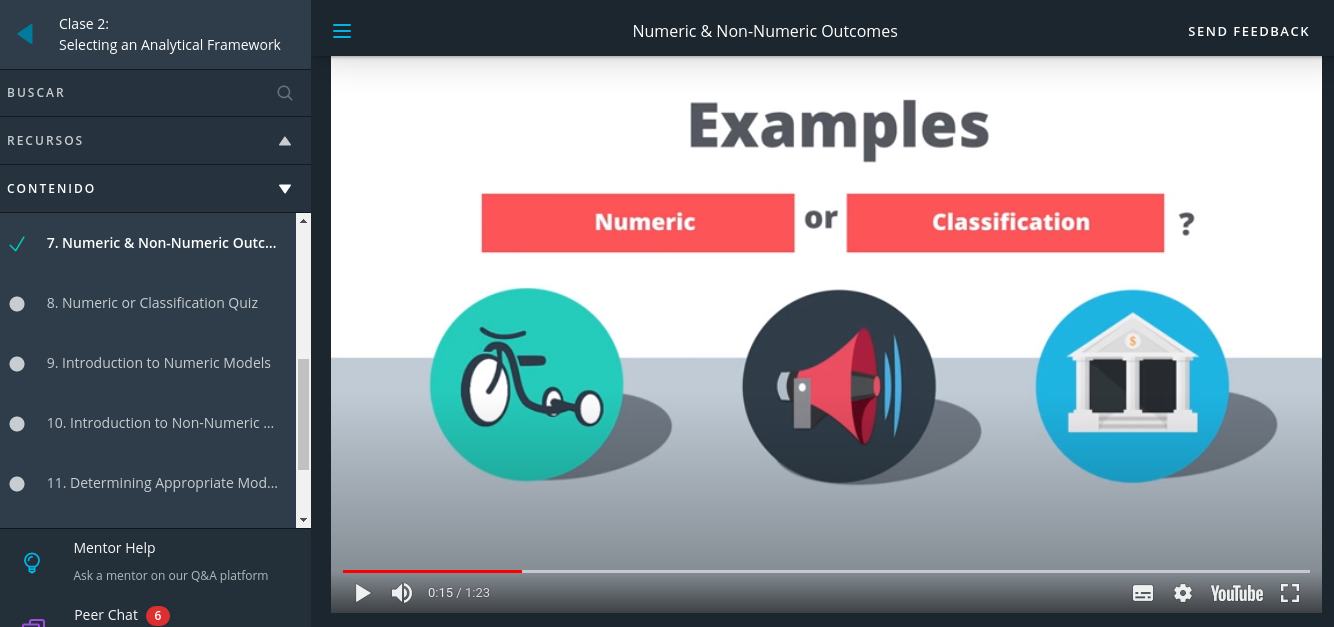 Clase 2:
Selecting an Analytical Framework
BUSCAR
RECURSOS
CONTENIDO
7. Numeric & Non-Numeric Outc...
8. Numeric or Classification Quiz
9. Introduction to Numeric Models
10. Introduction to Non-Numeric ...
11. Determining Appropriate Mod...
Mentor Help
Ask a mentor on our Q&A platform
Peer Chat 6
Numeric & Non-Numeric Outcomes
SEND FEEDBACK
Examples
Numeric or Classification ?
$
0:15 / 1:23
YouTube